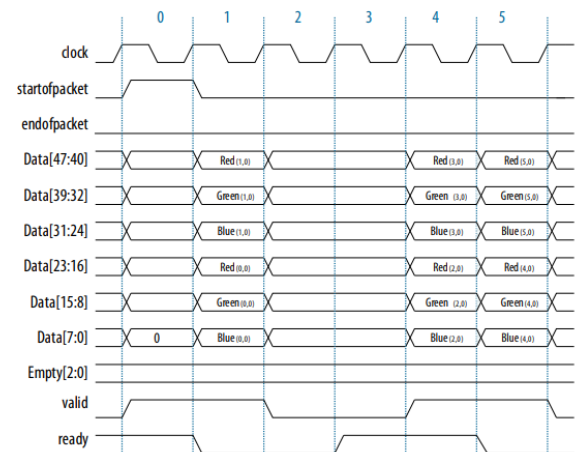 0 1 2 3 4 5
clock
startofpacket
endofpacket
Data[47:40] Red (1,0) Red (3,0) Red (5,0)
Data[39:32] Green (1,0) Green (3,0) Green (5,0)
Data[31:24] Blue (1,0) Blue (3,0) Blue (5,0)
Data[23:16] Red (0,0) Red (2,0) Red (4,0)
Data[15:8] Green (0,0) Green (2,0) Green (4,0)
Data[7:0] 0 Blue (0,0) Blue (2,0) Blue (4,0)
Empty[2:0]
valid
ready